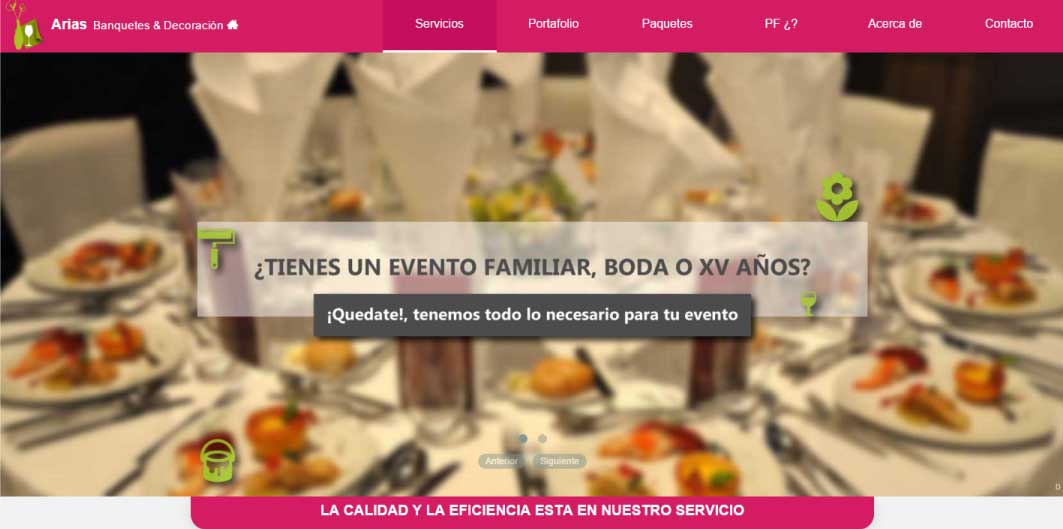 Arias Banquetes & Decoración
Servicios
Portafolio
Paquetes
PF ¿?
Acerca de
Contacto
¿TIENES UN EVENTO FAMILIAR, BODA O XV AÑOS?
¡Quedate!, tenemos todo lo necesario para tu evento
Anterior
Siguiente
0
LA CALIDAD Y LA EFICIENCIA ESTA EN NUESTRO SERVICIO